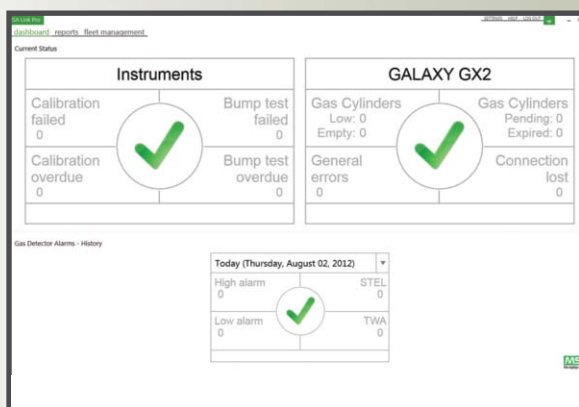 SA Link Pro
SETTINGS HELP LOG OUT
dashboard reports fleet management
Current Status
Instruments
Calibration failed
0
Bump test failed
0
Calibration overdue
0
Bump test overdue
0
GALAXY GX2
Gas Cylinders
Low: 0
Empty: 0
Gas Cylinders
Pending: 0
Expired: 0
General errors
0
Connection lost
0
Gas Detector Alarms - History
Today (Thursday, August 02, 2012)
High alarm
0
STEL
0
Low alarm
0
TWA
0
MS